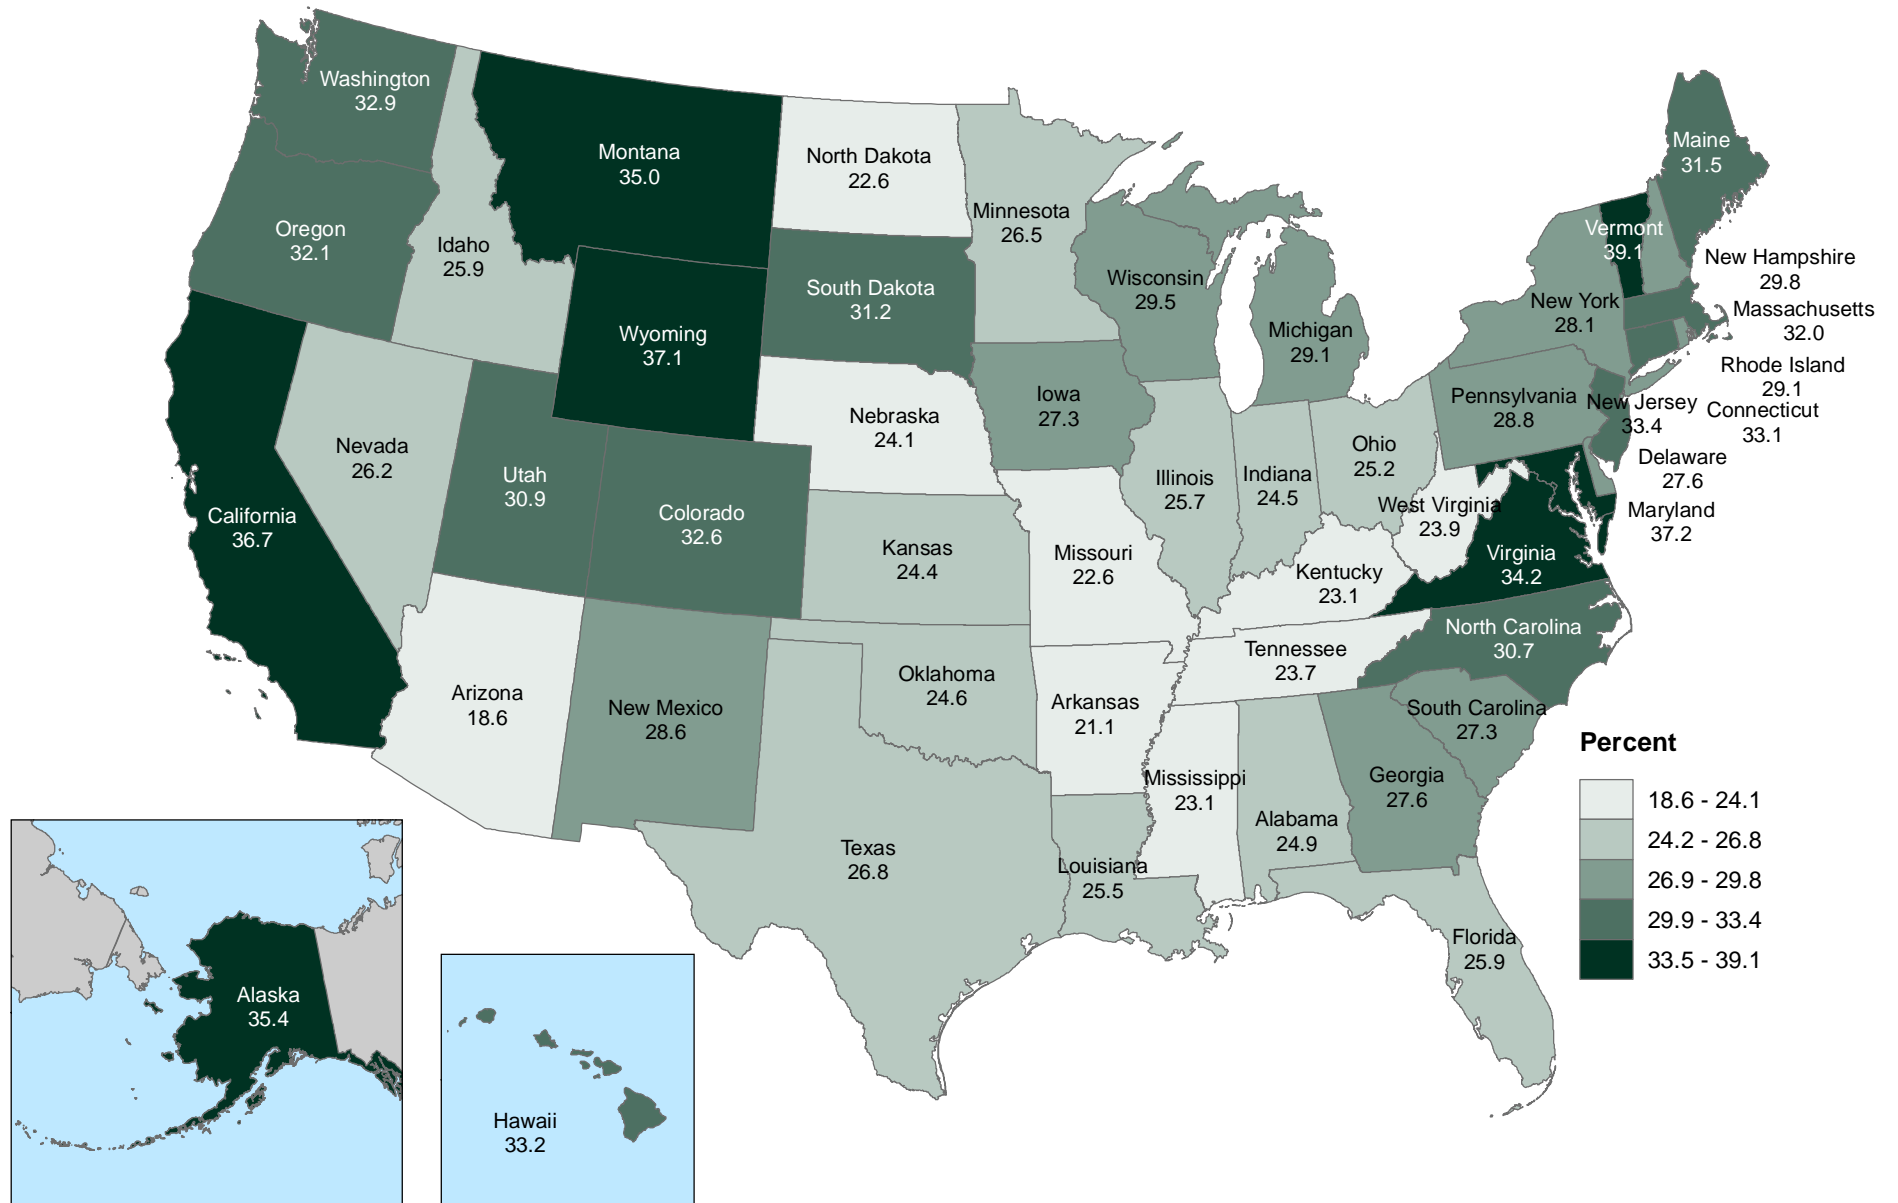 Washington
32.9
Montana
35.0
North Dakota
22.6
Minnesota
26.5
Maine
31.5
Oregon
32.1
Idaho
25.9
Vermont
39.1
New Hampshire
29.8
Wisconsin
29.5
South Dakota
31.2
New York
28.1
Massachusetts
32.0
Wyoming
37.1
Michigan
29.1
Rhode Island
29.1
Iowa
27.3
Pennsylvania
28.8
New Jersey
33.4
Connecticut
33.1
Nebraska
24.1
Nevada
26.2
Ohio
25.2
Delaware
27.6
Utah
30.9
Illinois
25.7
Indiana
24.5
West Virginia
23.9
Maryland
37.2
California
36.7
Colorado
32.6
Kansas
24.4
Missouri
22.6
Virginia
34.2
Kentucky
23.1
North Carolina
30.7
Tennessee
23.7
Arizona
18.6
New Mexico
28.6
Oklahoma
24.6
Arkansas
21.1
South Carolina
27.3
Mississippi
23.1
Georgia
27.6
Alabama
24.9
Texas
26.8
Louisiana
25.5
Florida
25.9
Alaska
35.4
Hawaii
33.2
Percent
18.6 - 24.1
24.2 - 26.8
26.9 - 29.8
29.9 - 33.4
33.5 - 39.1